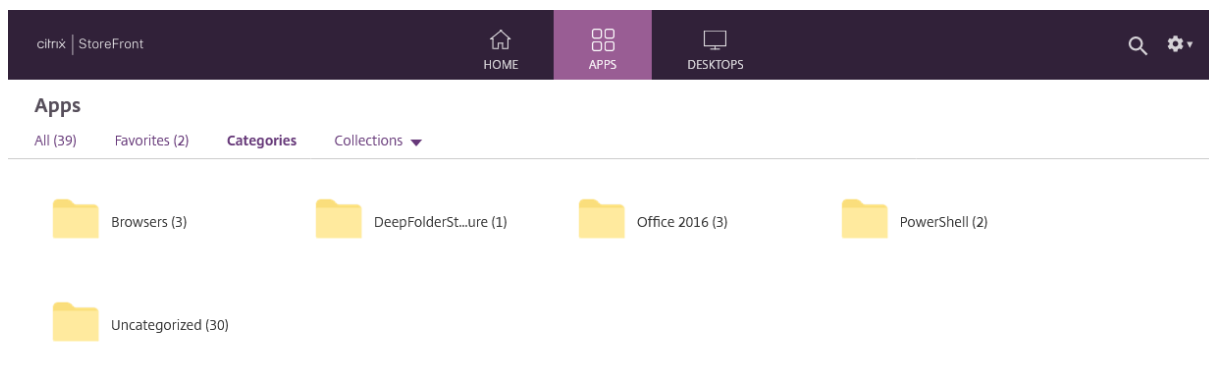 citrix | StoreFront
HOME
APPS
DESKTOPS
Apps
All (39)
Favorites (2)
Categories
Collections
Browsers (3)
DeepFolderSt...ure (1)
Office 2016 (3)
PowerShell (2)
Uncategorized (30)